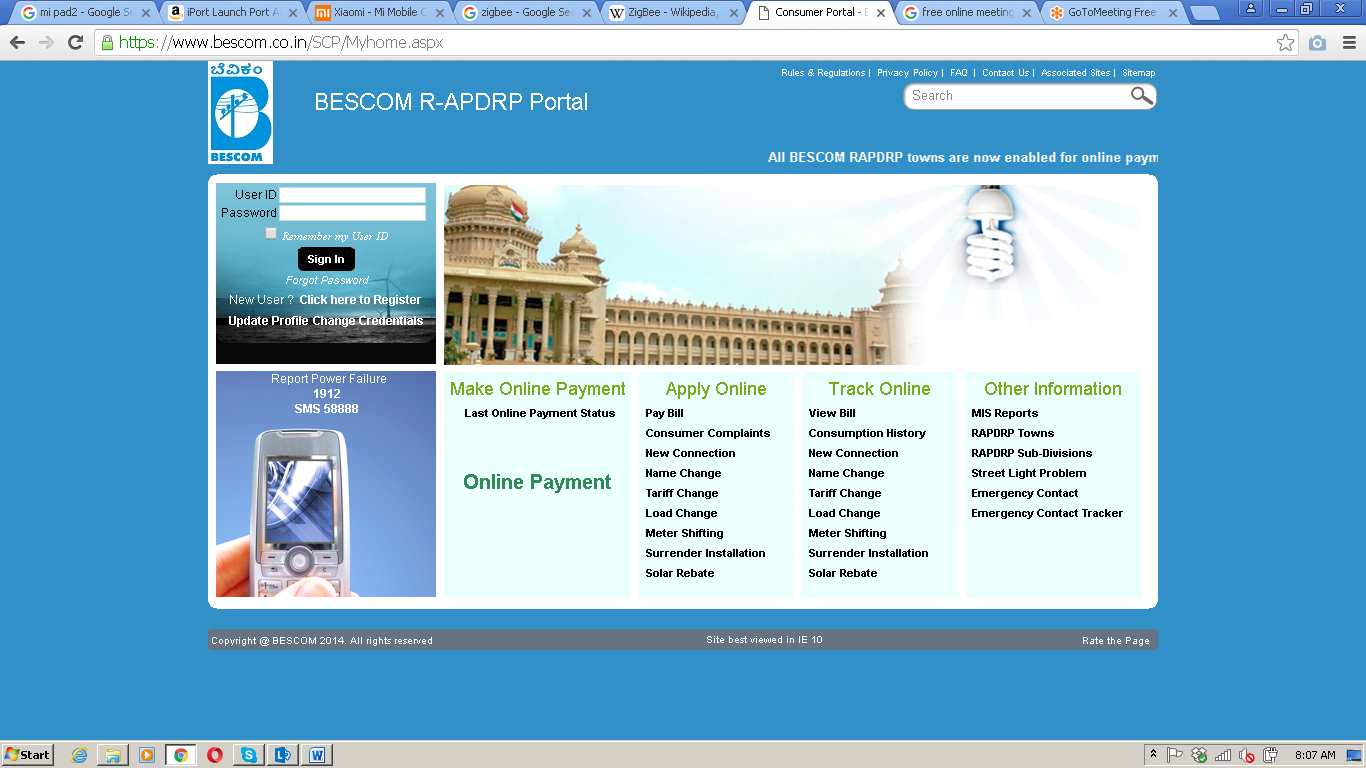 mi pad2 - Google Se
iPort Launch Port A
Xiaomi - Mi Mobile C
zigbee - Google Sea
ZigBee - Wikipedia,
Consumer Portal - B
free online meeting
GoToMeeting Free
https://www.bescom.co.in/SCP/Myhome.aspx
ಬೆವಿಕಂ
BESCOM
BESCOM R-APDRP Portal
Rules & Regulations | Privacy Policy | FAQ | Contact Us | Associated Sites | Sitemap
Search
All BESCOM RAPDRP towns are now enabled for online paym
User ID
Password
Remember my User ID
Sign In
Forgot Password
New User ? Click here to Register
Update Profile Change Credentials
Report Power Failure
1912
SMS 58888
Make Online Payment
Last Online Payment Status
Online Payment
Apply Online
Pay Bill
Consumer Complaints
New Connection
Name Change
Tariff Change
Load Change
Meter Shifting
Surrender Installation
Solar Rebate
Track Online
View Bill
Consumption History
New Connection
Name Change
Tariff Change
Load Change
Meter Shifting
Surrender Installation
Solar Rebate
Other Information
MIS Reports
RAPDRP Towns
RAPDRP Sub-Divisions
Street Light Problem
Emergency Contact
Emergency Contact Tracker
Copyright @ BESCOM 2014. All rights reserved
Site best viewed in IE 10
Rate the Page
Start
8:07 AM